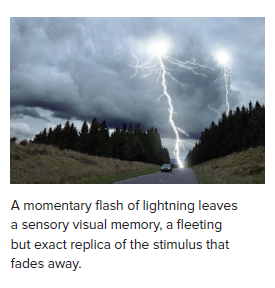 A momentary flash of lightning leaves
a sensory visual memory, a fleeting
but exact replica of the stimulus that
fades away.